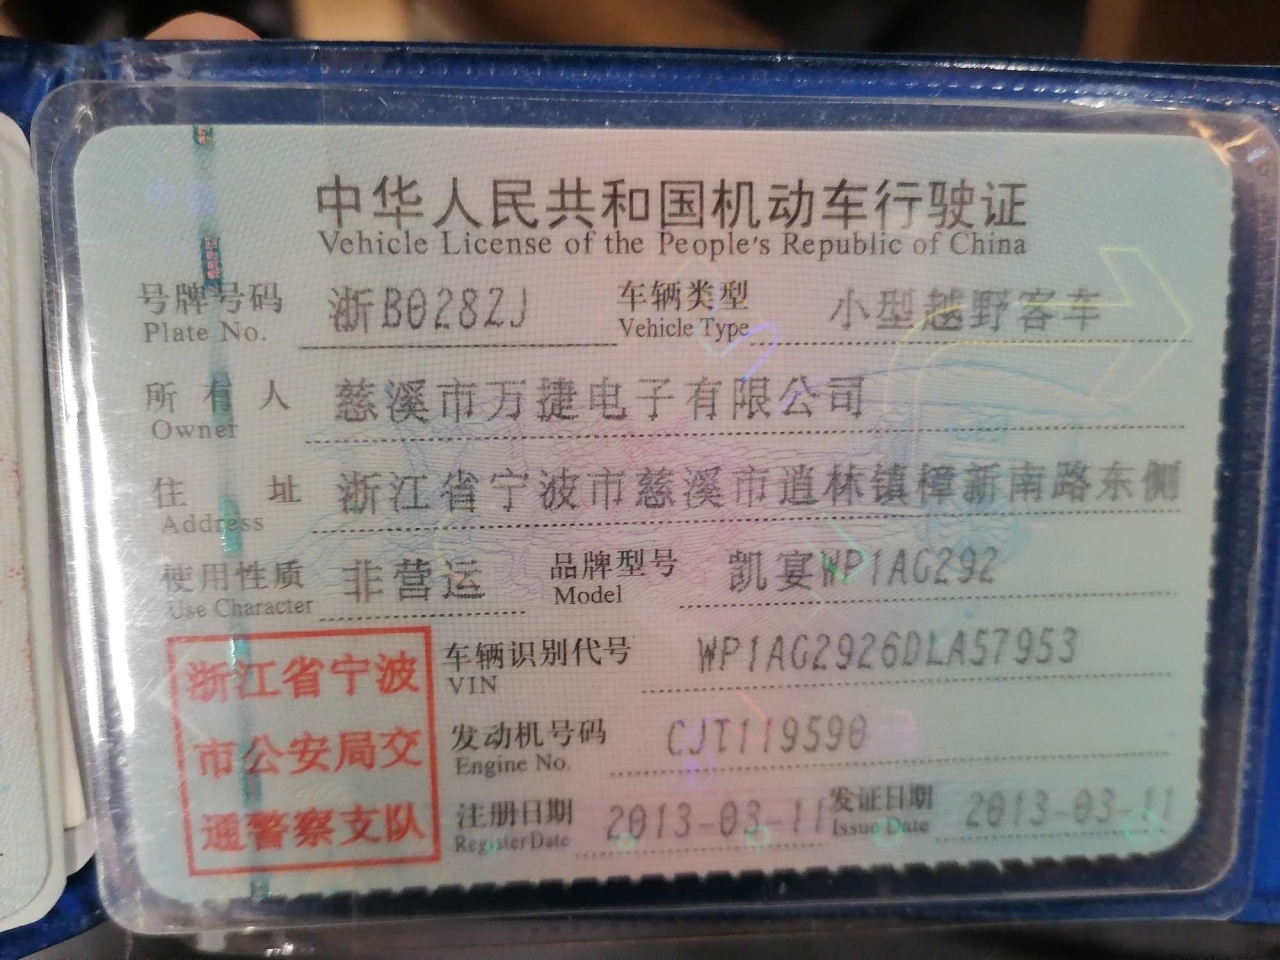 中华人民共和国机动车行驶证
Vehicle License of the People's Republic of China
号牌号码 浙B0282J 车辆类型 小型越野客车
Plate No. Vehicle Type
所有人 慈溪市万捷电子有限公司
Owner
住址 浙江省宁波市慈溪市逍林镇樟新南路东侧
Address
使用性质 非营运 品牌型号 凯宴WP1AG292
Use Character Model
浙江省宁波
市公安局交
通警察支队
车辆识别代号 WP1AG2926DLA57953
VIN
发动机号码 CJT119590
Engine No.
注册日期 2013-03-11 发证日期 2013-03-11
Register Date Issue Date